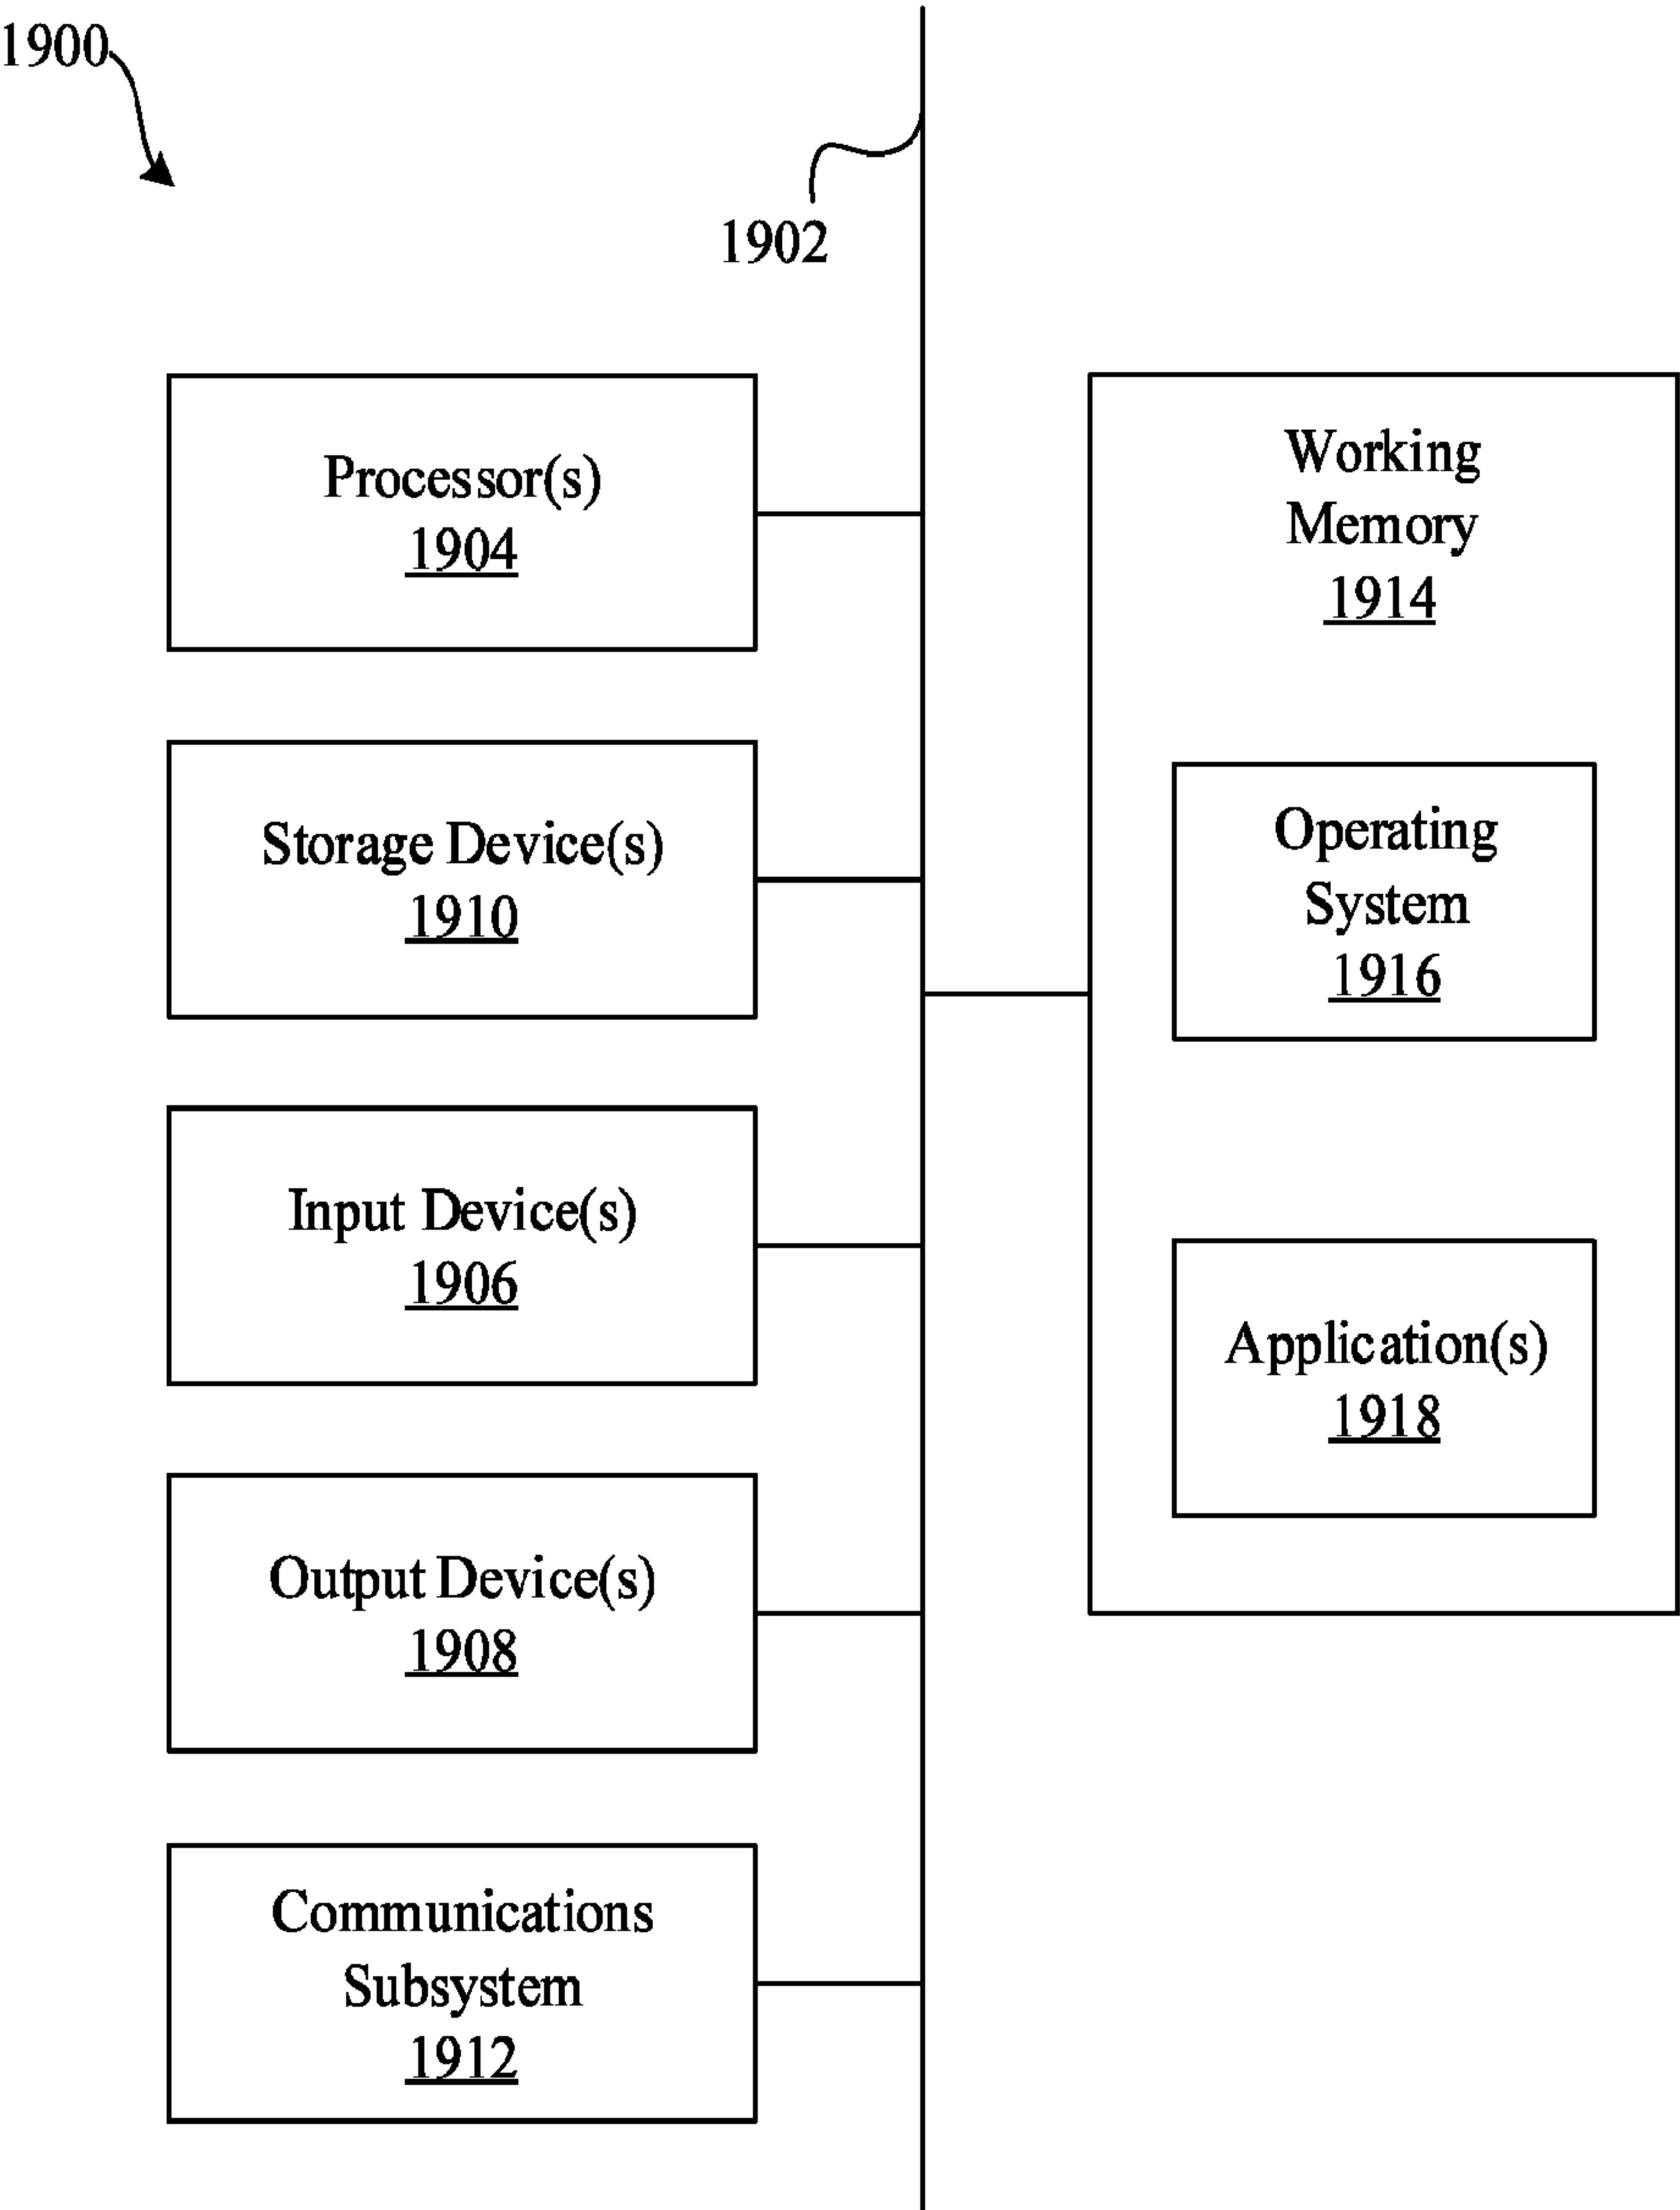 1900
1902
Processor(s)
1904
Storage Device(s)
1910
Input Device(s)
1906
Output Device(s)
1908
Communications
Subsystem
1912
Working
Memory
1914
Operating
System
1916
Application(s)
1918